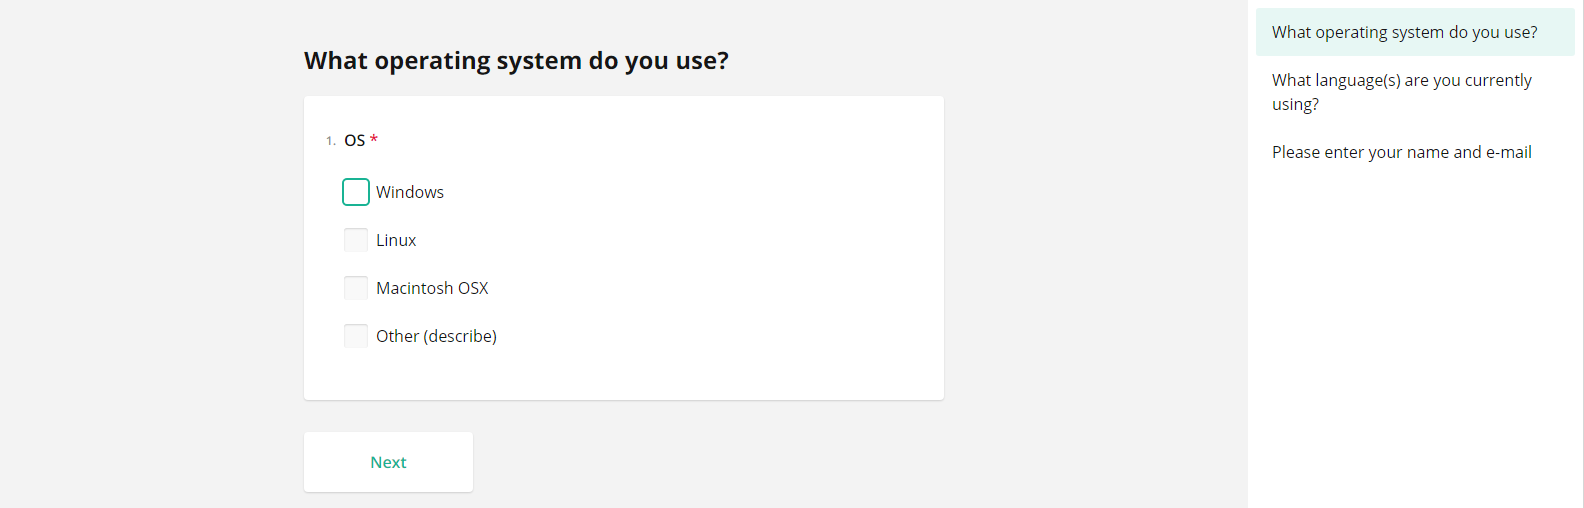 What operating system do you use?
1. OS *
Windows
Linux
Macintosh OSX
Other (describe)
Next
What operating system do you use?
What language(s) are you currently
using?
Please enter your name and e-mail